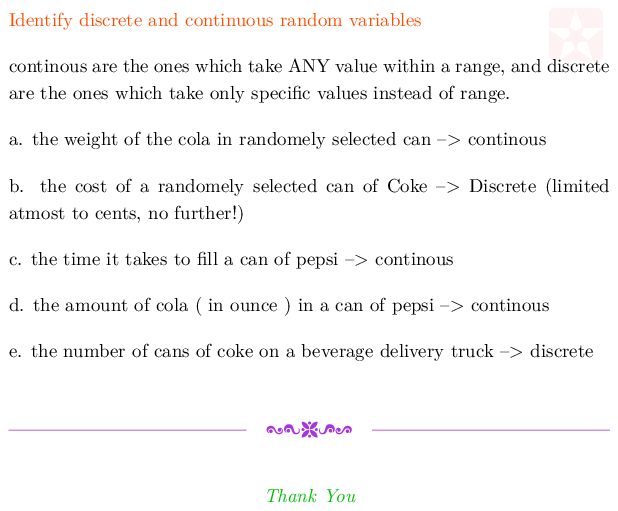 Identify discrete and continuous random variables
continous are the ones which take ANY value within a range, and discrete
are the ones which take only specific values instead of range.
a. the weight of the cola in randomely selected can –> continous
b. the cost of a randomely selected can of Coke –> Discrete (limited
atmost to cents, no further!)
c. the time it takes to fill a can of pepsi –> continous
d. the amount of cola ( in ounce ) in a can of pepsi –> continous
e. the number of cans of coke on a beverage delivery truck –> discrete
Thank You